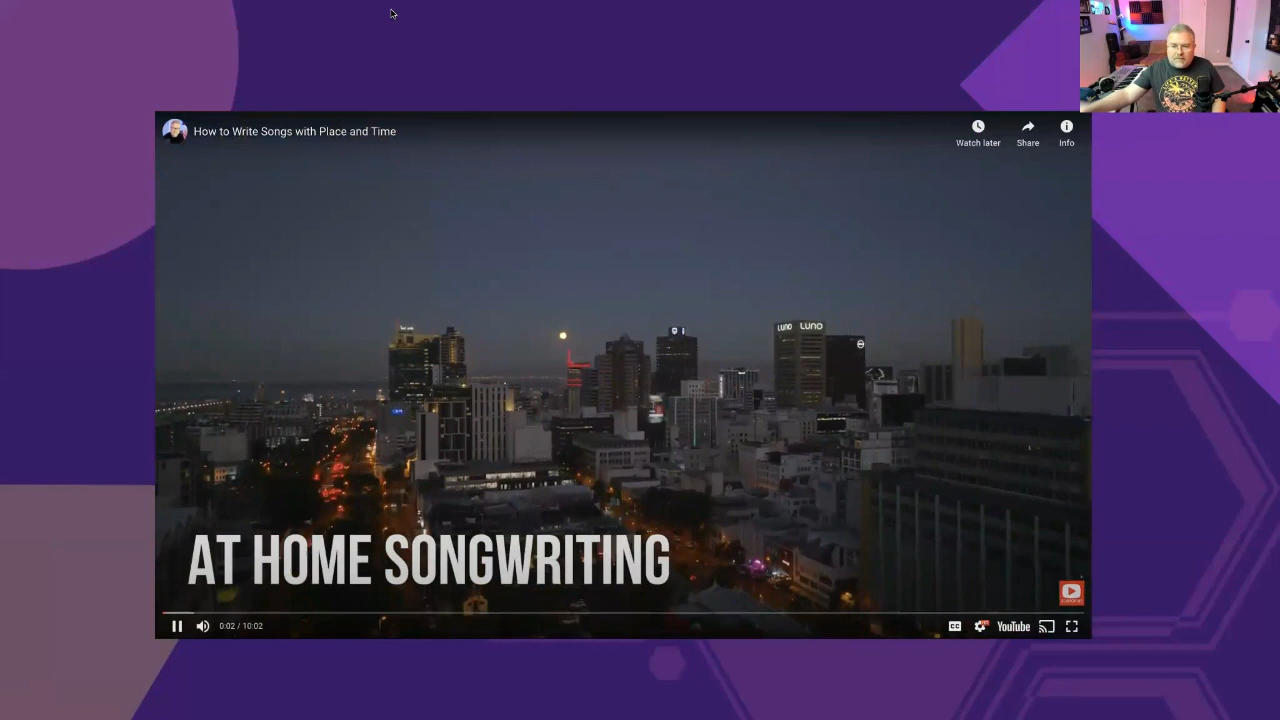 How to Write Songs with Place and Time
Watch later
Share
Info
LUNO LUNO
AT HOME SONGWRITING
0:02 / 10:02
CC
YouTube